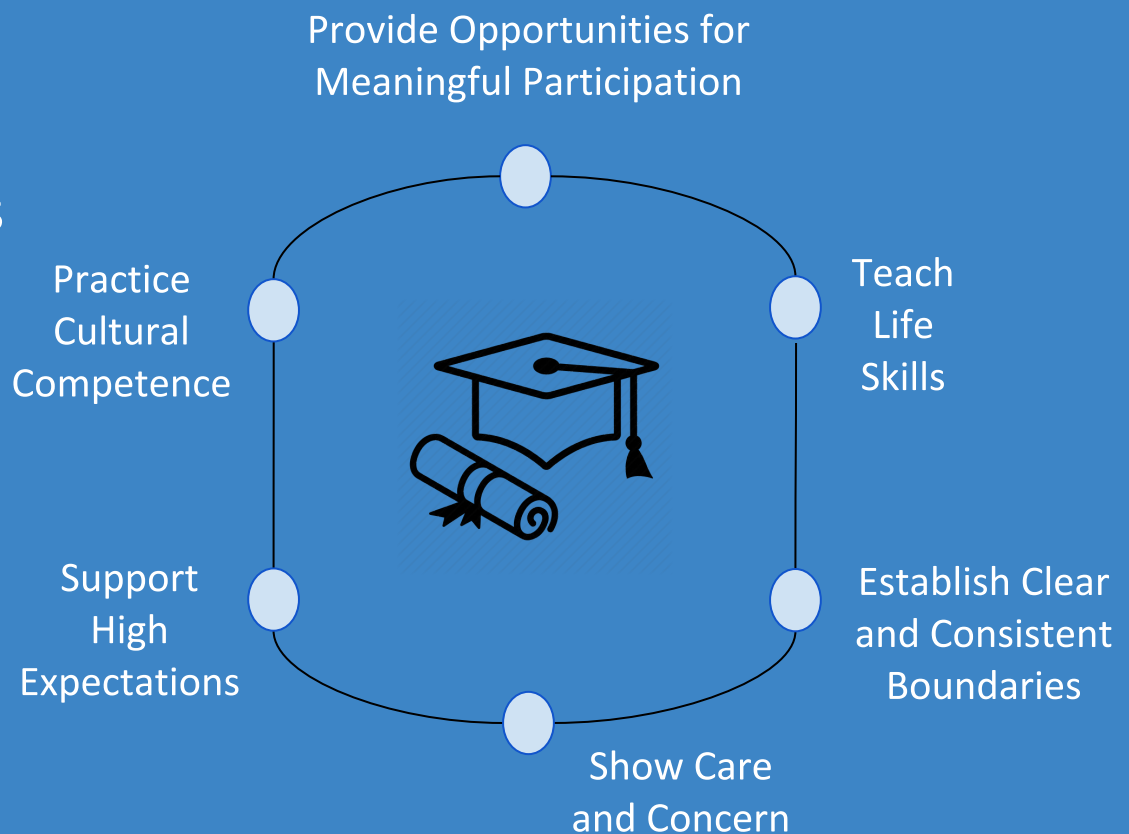 Provide Opportunities for
Meaningful Participation
Practice
Cultural
Competence
Teach
Life
Skills
Support
High
Expectations
Establish Clear
and Consistent
Boundaries
Show Care
and Concern